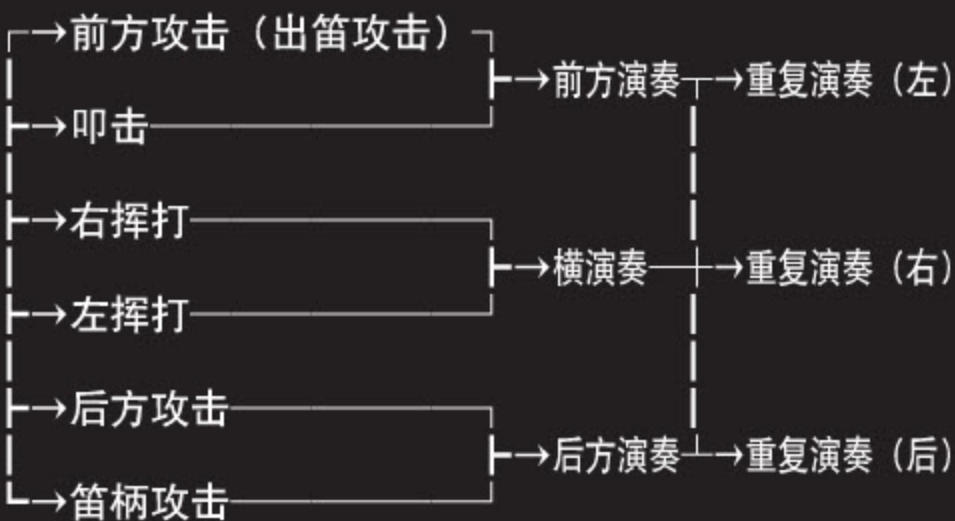 前方攻击（出笛攻击）
前方演奏 重复演奏（左）
叩击
右挥打
横演奏 重复演奏（右）
左挥打
后方攻击
后方演奏 重复演奏（后）
笛柄攻击